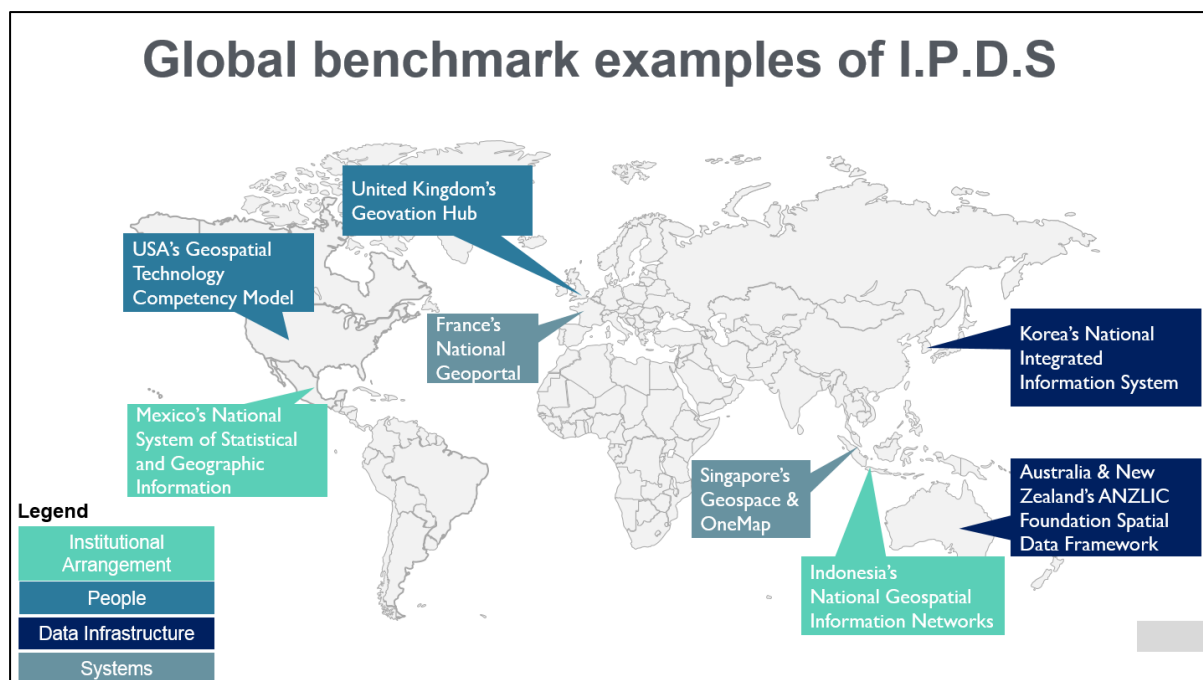 Global benchmark examples of I.P.D.S
United Kingdom's
Geovation Hub
USA's Geospatial
Technology
Competency Model
France's
National
Geoportal
Korea's National
Integrated
Information System
Mexico's National
System of Statistical
and Geographic
Information
Singapore's
Geospace &
OneMap
Australia & New
Zealand's ANZLIC
Foundation Spatial
Data Framework
Indonesia's
National Geospatial
Information Networks
Legend
Institutional
Arrangement
People
Data Infrastructure
Systems